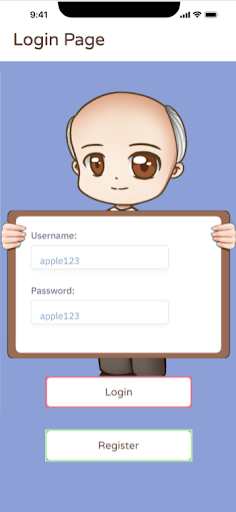 9:41
Login Page
Username:
apple123
Password:
apple123
Login
Register